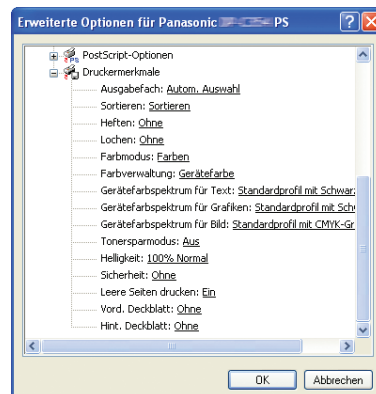 Erweiterte Optionen für Panasonic PS
PostScript-Optionen
Druckermerkmale
Ausgabefach: Autom. Auswahl
Sortieren: Sortieren
Heften: Ohne
Lochen: Ohne
Farbmodus: Farben
Farbverwaltung: Gerätefarbe
Gerätefarbspektrum für Text: Standardprofil mit Schwar
Gerätefarbspektrum für Grafiken: Standardprofil mit Sch
Gerätefarbspektrum für Bild: Standardprofil mit CMYK-Gr
Tonersparmodus: Aus
Helligkeit: 100% Normal
Sicherheit: Ohne
Leere Seiten drucken: Ein
Vord. Deckblatt: Ohne
Hint. Deckblatt: Ohne
OK
Abbrechen